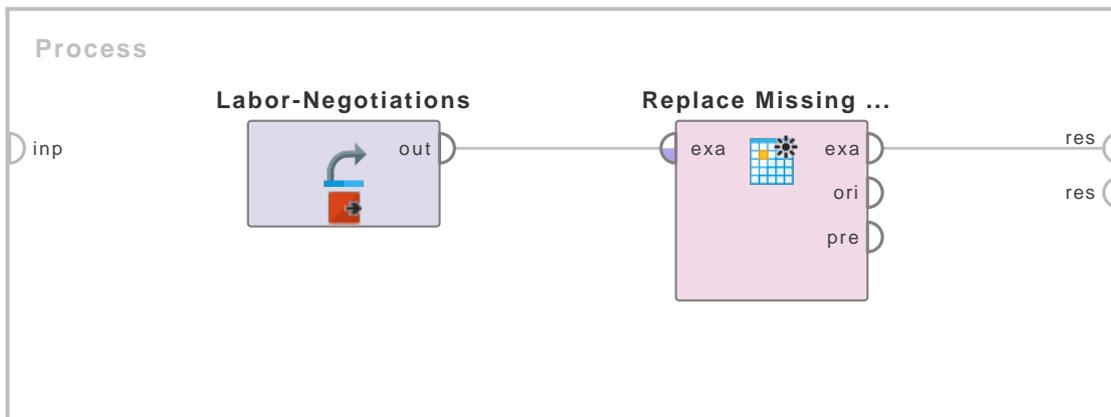 Process
Labor-Negotiations
Replace Missing ...
inp
out
exa
exa
res
ori
res
pre